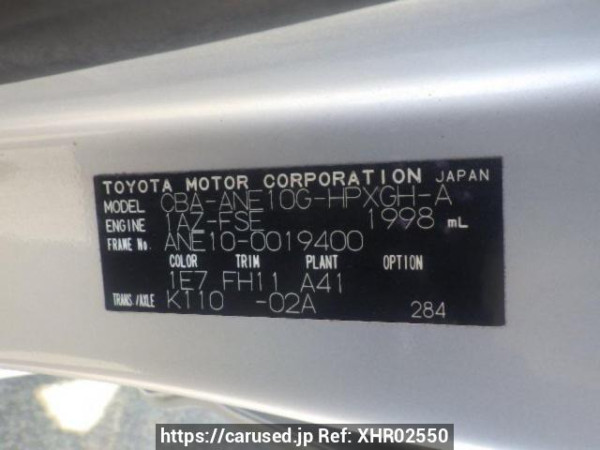 TOYOTA MOTOR CORPORATION JAPAN
MODEL CBA-ANE10G-HPXGH-A
ENGINE 1AZ-FSE 1998 mL
FRAME No. ANE10-0019400
COLOR TRIM PLANT OPTION
1E7 FH11 A41
TRANS./AXLE K110 -02A 284
https://carused.jp Ref: XHR02550